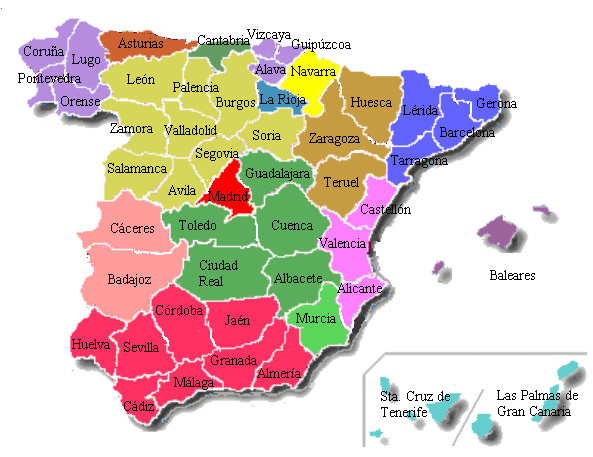 Vizcaya
Asturias
Cantabria
Guipúzcoa
Coruña
Lugo
Alava
Navarra
Pontevedra
León
Palencia
Orense
Burgos
La Rioja
Huesca
Lérida
Gerona
Zamora
Valladolid
Soria
Zaragoza
Barcelona
Segovia
Tarragona
Salamanca
Guadalajara
Avila
Teruel
Madrid
Castellón
Cáceres
Toledo
Cuenca
Valencia
Badajoz
Ciudad
Real
Albacete
Baleares
Alicante
Córdoba
Jaén
Murcia
Huelva
Sevilla
Granada
Almería
Málaga
Cádiz
Sta. Cruz de
Tenerife
Las Palmas de
Gran Canaria